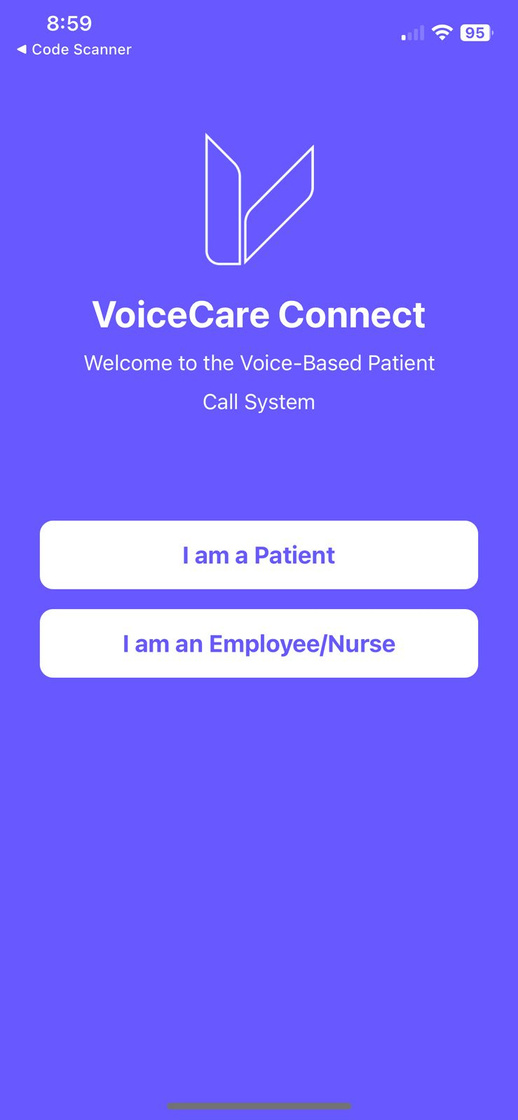 8:59
95
◀ Code Scanner
VoiceCare Connect
Welcome to the Voice-Based Patient
Call System
I am a Patient
I am an Employee/Nurse